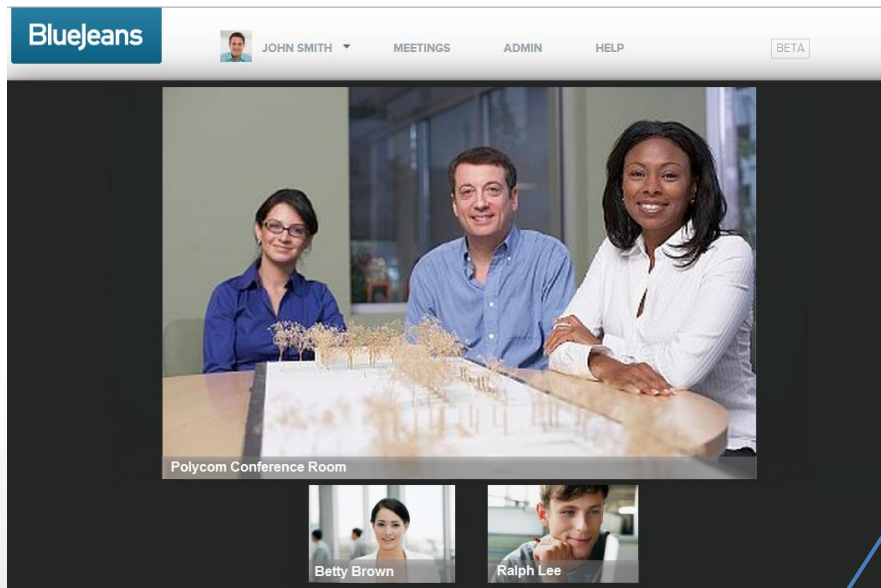 BlueJeans
JOHN SMITH MEETINGS ADMIN HELP BETA
Polycom Conference Room
Betty Brown Ralph Lee